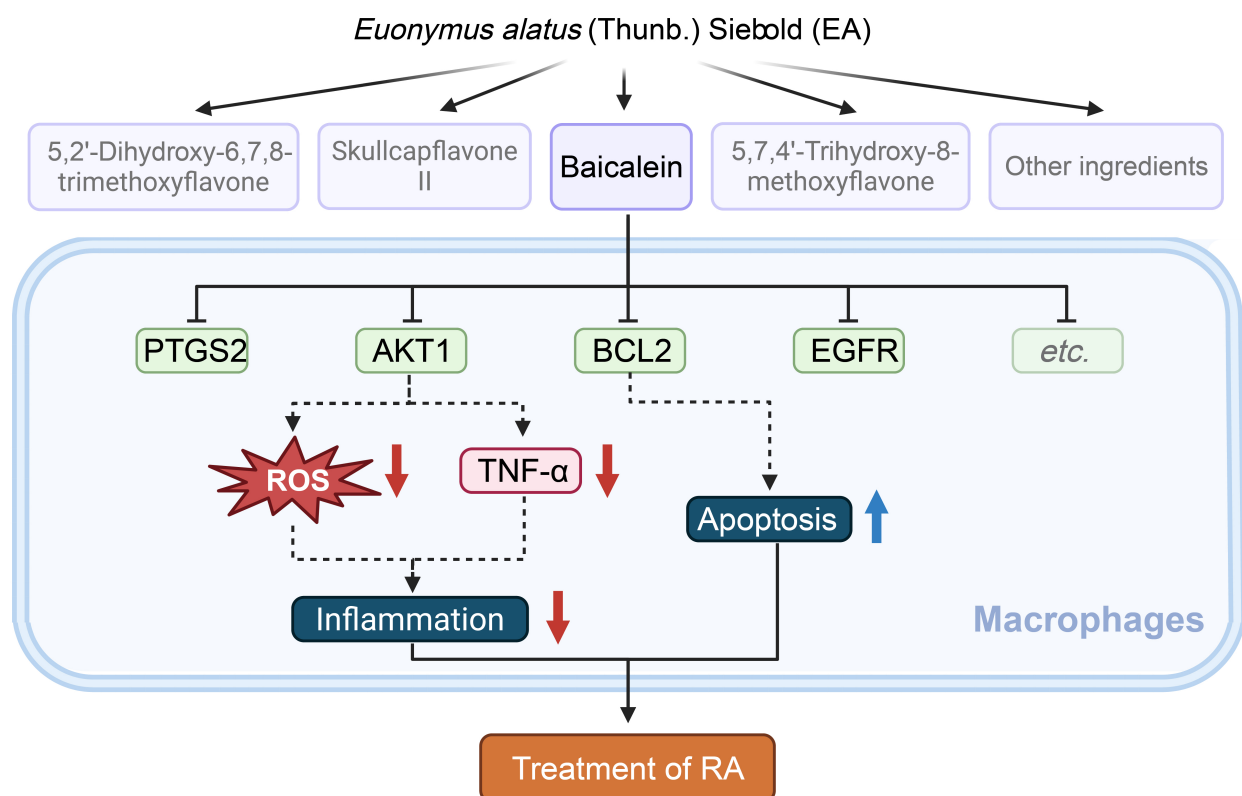 Euonymus alatus (Thunb.) Siebold (EA)
5,2'-Dihydroxy-6,7,8-
trimethoxyflavone
Skullcapflavone
II
Baicalein
5,7,4'-Trihydroxy-8-
methoxyflavone
Other ingredients
PTGS2
AKT1
BCL2
EGFR
etc.
ROS
TNF-α
Apoptosis
Inflammation
Macrophages
Treatment of RA